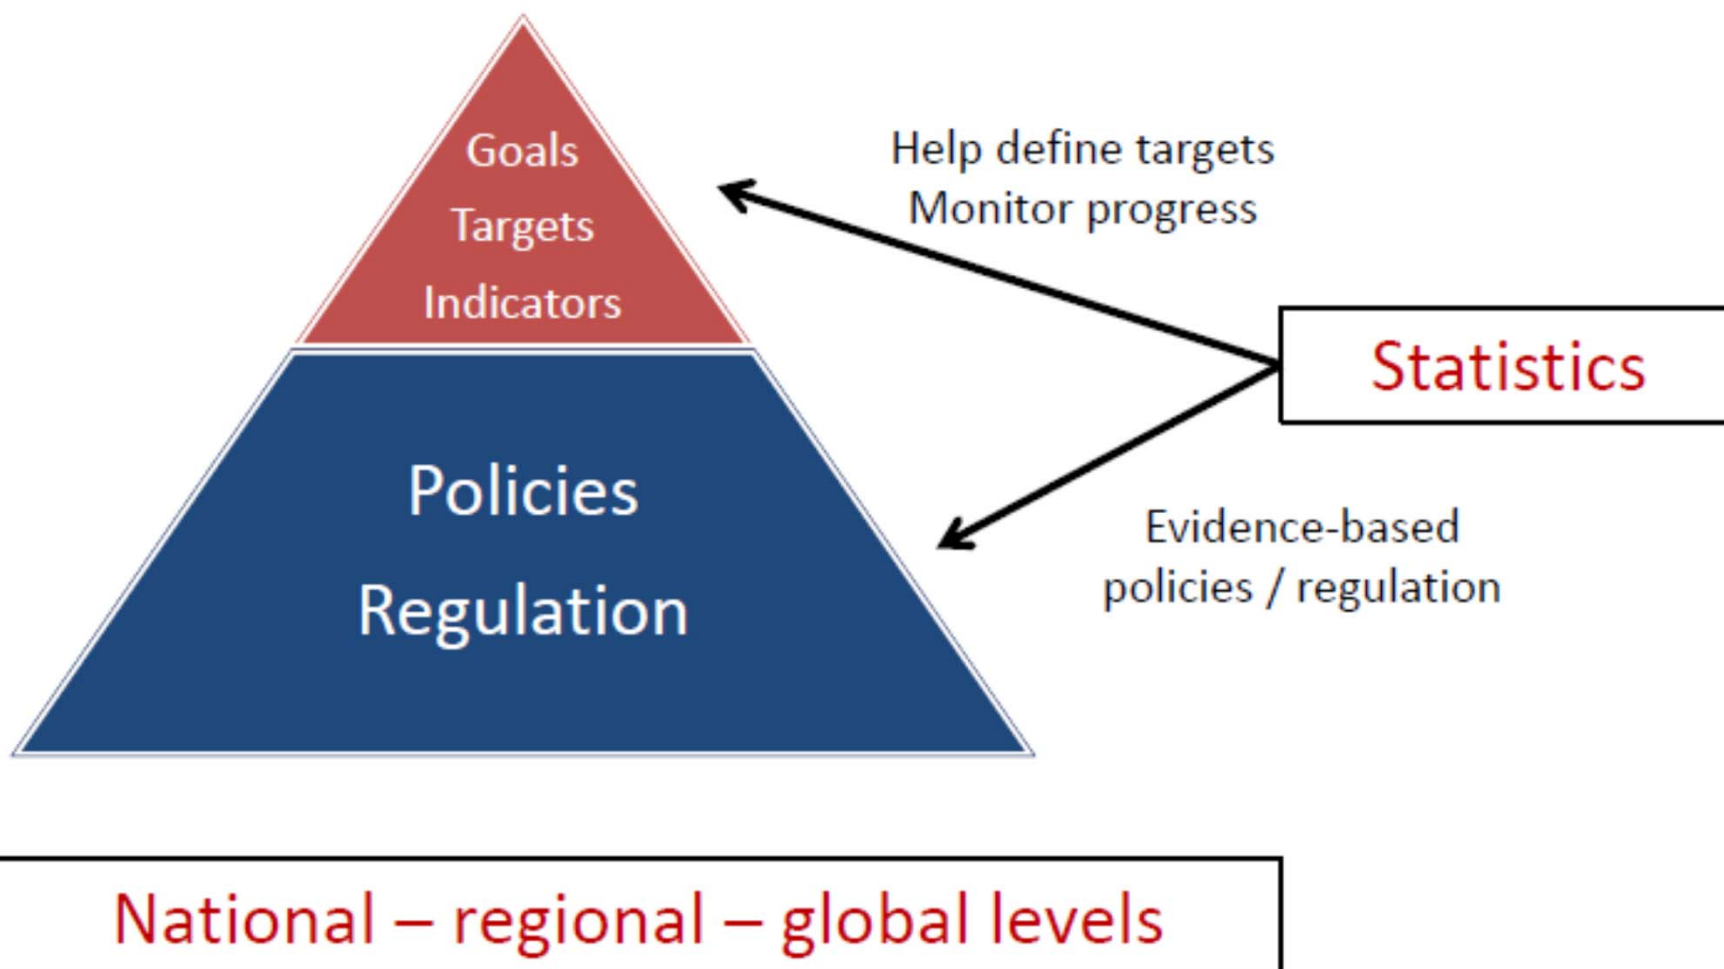 Goals
Targets
Indicators
Policies
Regulation
Help define targets
Monitor progress
Statistics
Evidence-based
policies / regulation
National – regional – global levels